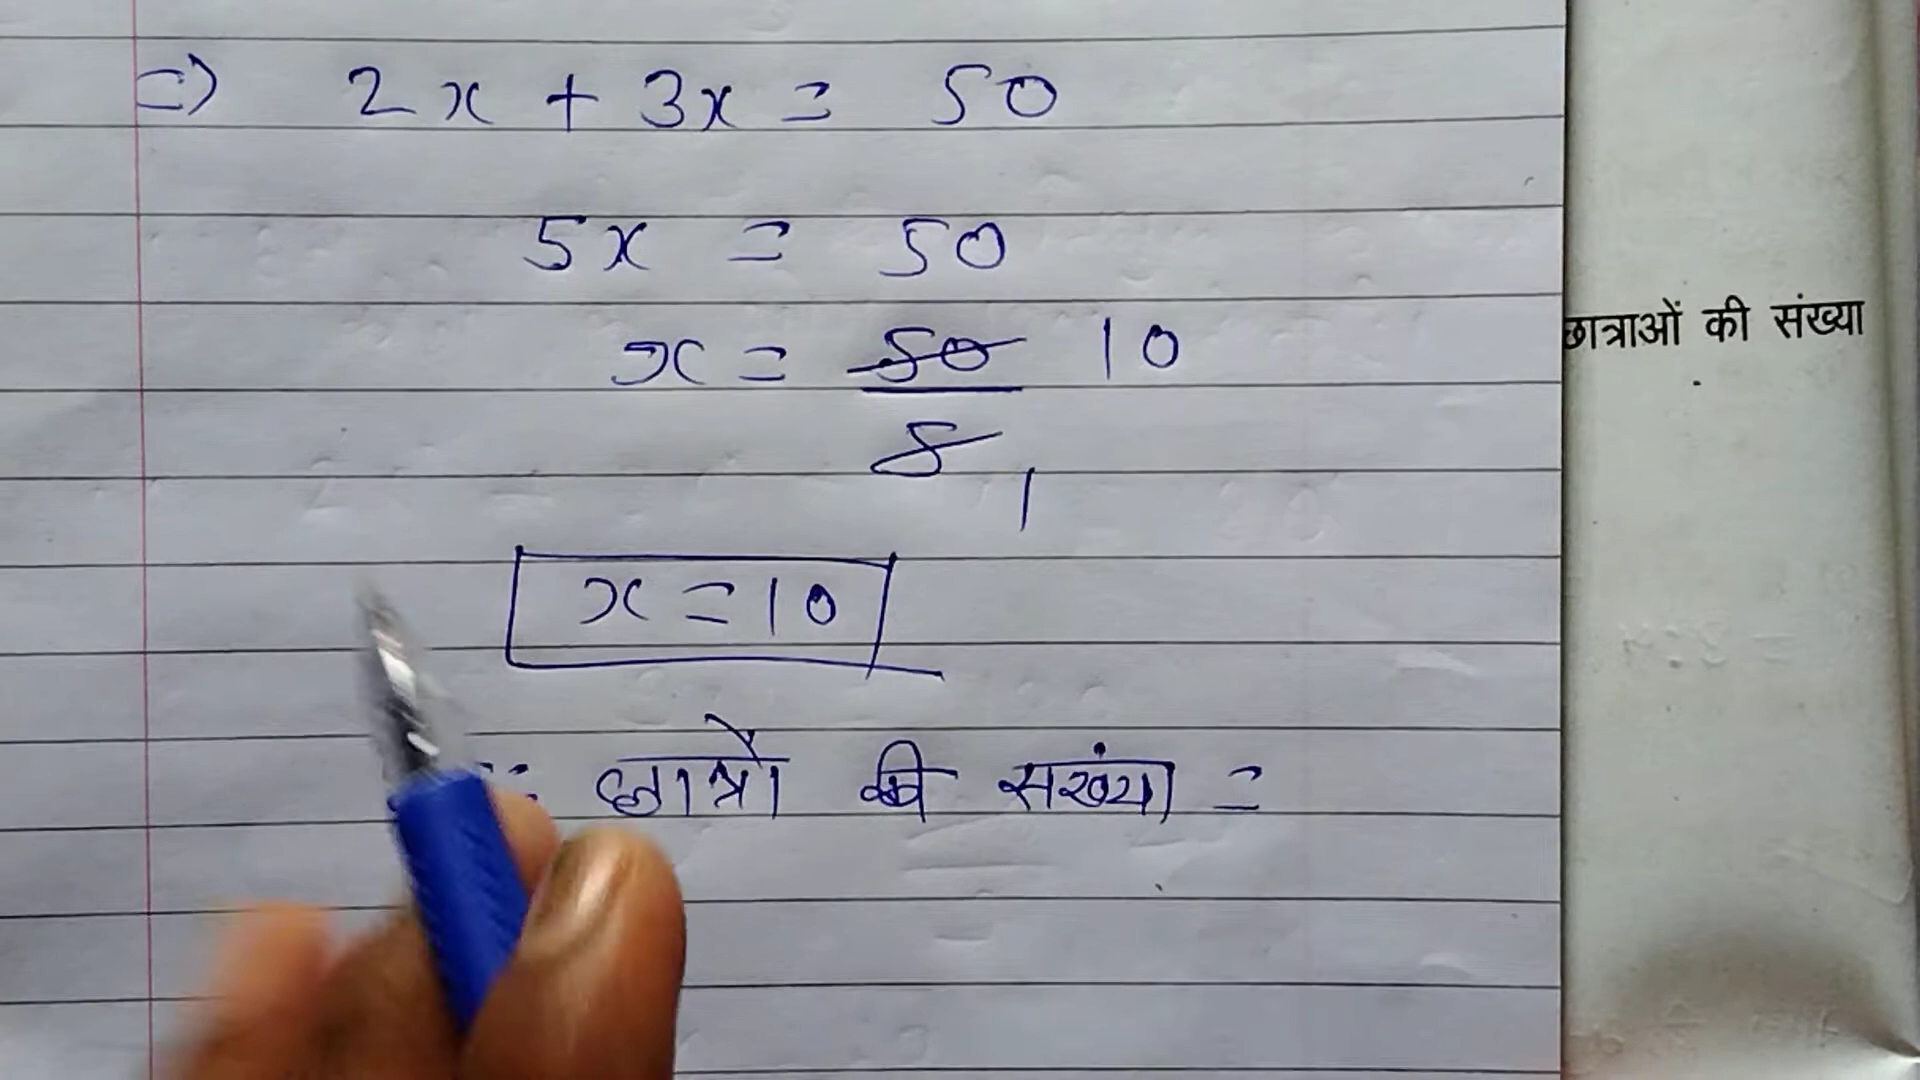 => 2x + 3x = 50
5x = 50
x = 50 10
5 1
x = 10
छात्रों की संख्या =
छात्राओं की संख्या